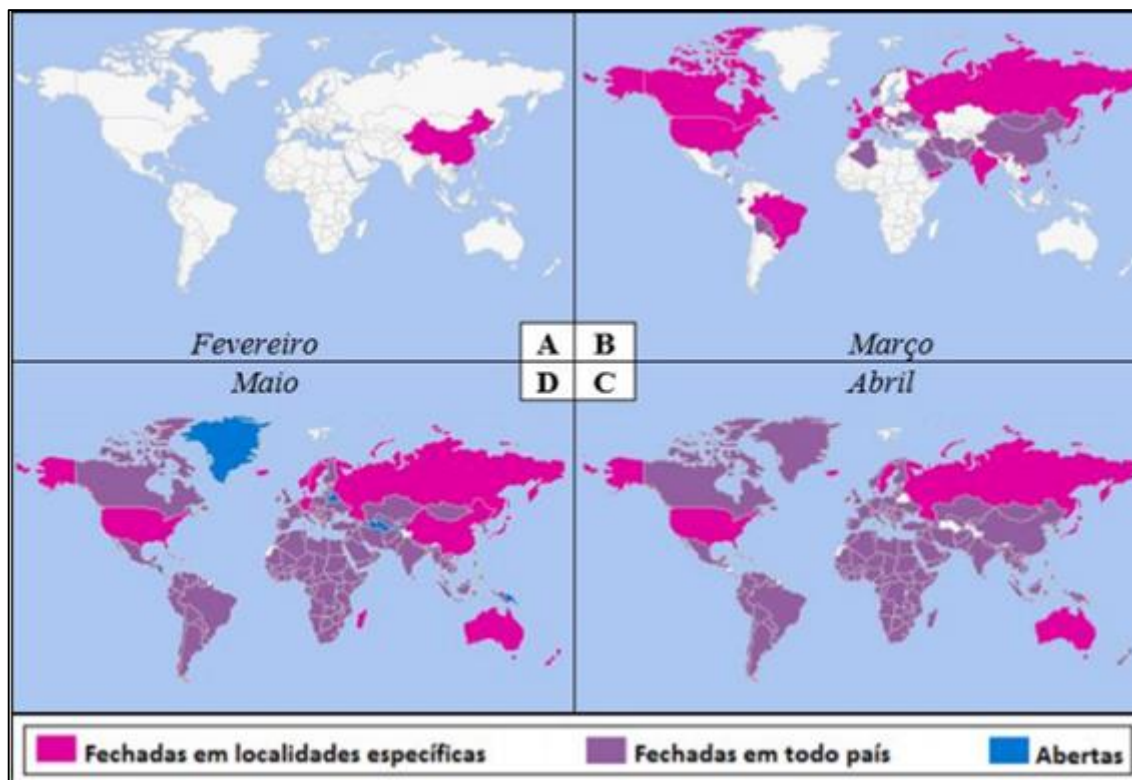 Fevereiro
A
B
Março
Maio
D
C
Abril
Fechadas em localidades específicas
Fechadas em todo país
Abertas